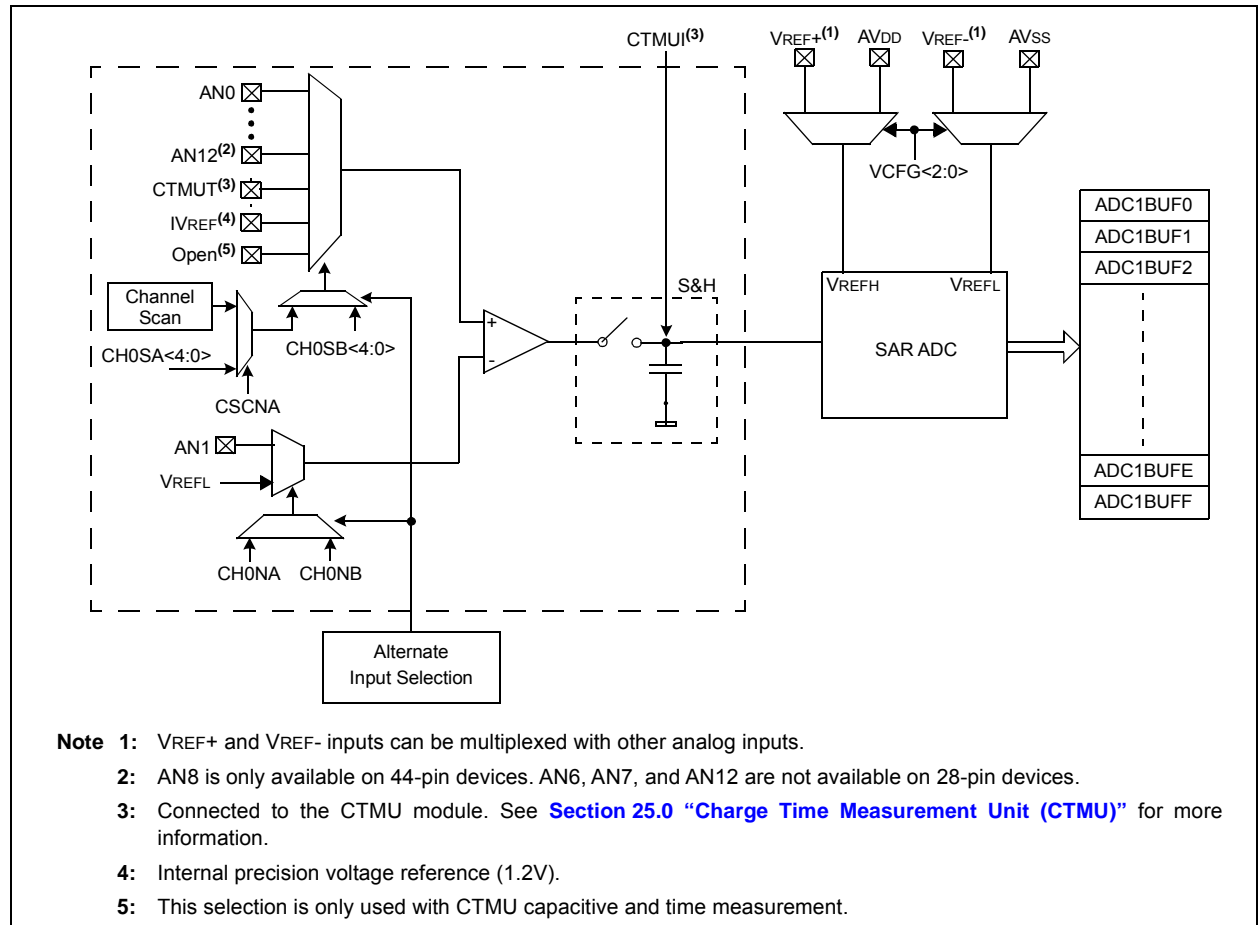 CTMUI(3)
VREF+(1) AVDD VREF-(1) AVSS
AN0
AN12(2)
CTMUT(3)
IVREF(4)
Open(5)
VCFG<2:0>
ADC1BUF0
ADC1BUF1
ADC1BUF2
Channel
Scan
S&H
VREFH VREFL
CH0SA<4:0>
CH0SB<4:0>
+
-
SAR ADC
CSCNA
AN1
VREFL
ADC1BUFE
ADC1BUFF
CH0NA CH0NB
Alternate
Input Selection
Note 1: VREF+ and VREF- inputs can be multiplexed with other analog inputs.
2: AN8 is only available on 44-pin devices. AN6, AN7, and AN12 are not available on 28-pin devices.
3: Connected to the CTMU module. See Section 25.0 “Charge Time Measurement Unit (CTMU)” for more
information.
4: Internal precision voltage reference (1.2V).
5: This selection is only used with CTMU capacitive and time measurement.